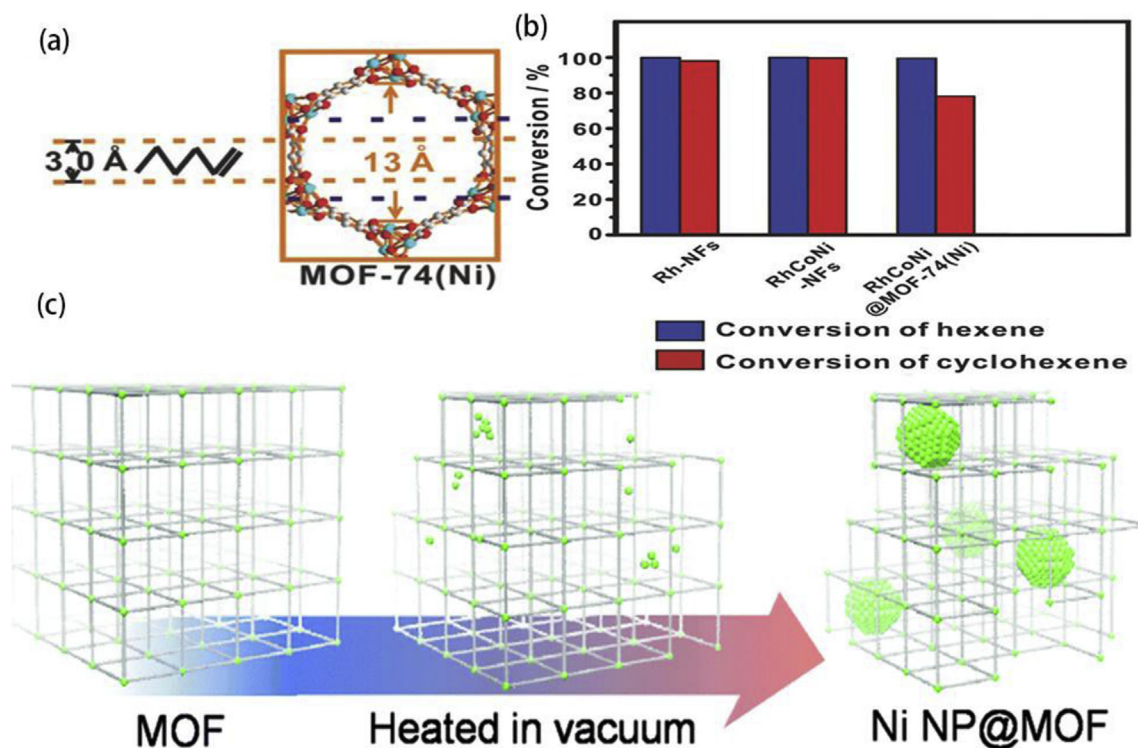 (a)
3.0 Å
13 Å
MOF-74(Ni)
(b)
Conversion / %
100
80
60
40
20
0
Rh-NFs
RhCoNi
-NFs
RhCoNi
@MOF-74(Ni)
Conversion of hexene
Conversion of cyclohexene
(c)
MOF
Heated in vacuum
Ni NP@MOF